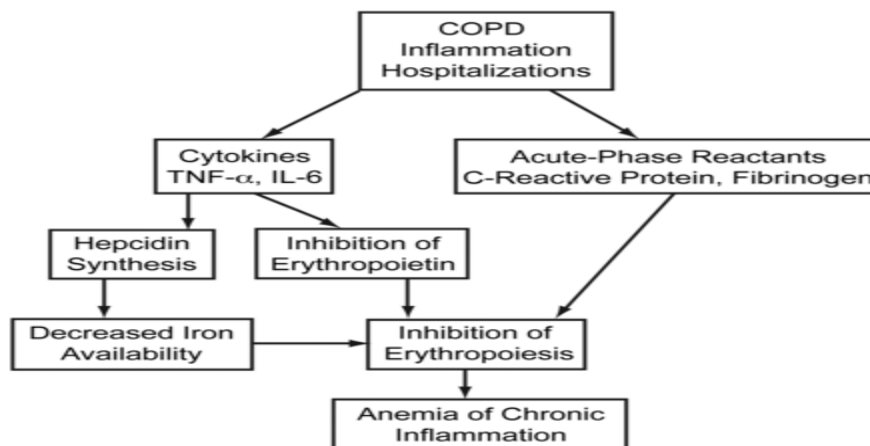 COPD
Inflammation
Hospitalizations
Cytokines
TNF-α, IL-6
Acute-Phase Reactants
C-Reactive Protein, Fibrinogen
Hepcidin
Synthesis
Inhibition of
Erythropoietin
Decreased Iron
Availability
Inhibition of
Erythropoiesis
Anemia of Chronic
Inflammation